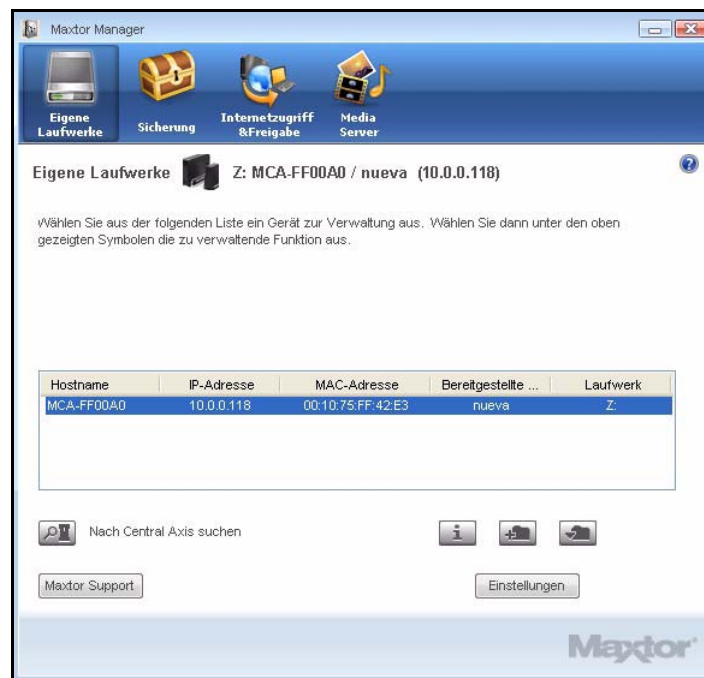 Maxtor Manager
Eigene Laufwerke
Sicherung
Internetzugriff &Freigabe
Media Server
Eigene Laufwerke Z: MCA-FF00A0 / nueva (10.0.0.118)
Wählen Sie aus der folgenden Liste ein Gerät zur Verwaltung aus. Wählen Sie dann unter den oben
gezeigten Symbolen die zu verwaltende Funktion aus.
Hostname IP-Adresse MAC-Adresse Bereitgestellte ... Laufwerk
MCA-FF00A0 10.0.0.118 00:10:75:FF:42:E3 nueva Z:
Nach Central Axis suchen
Maxtor Support
Einstellungen
Maxtor